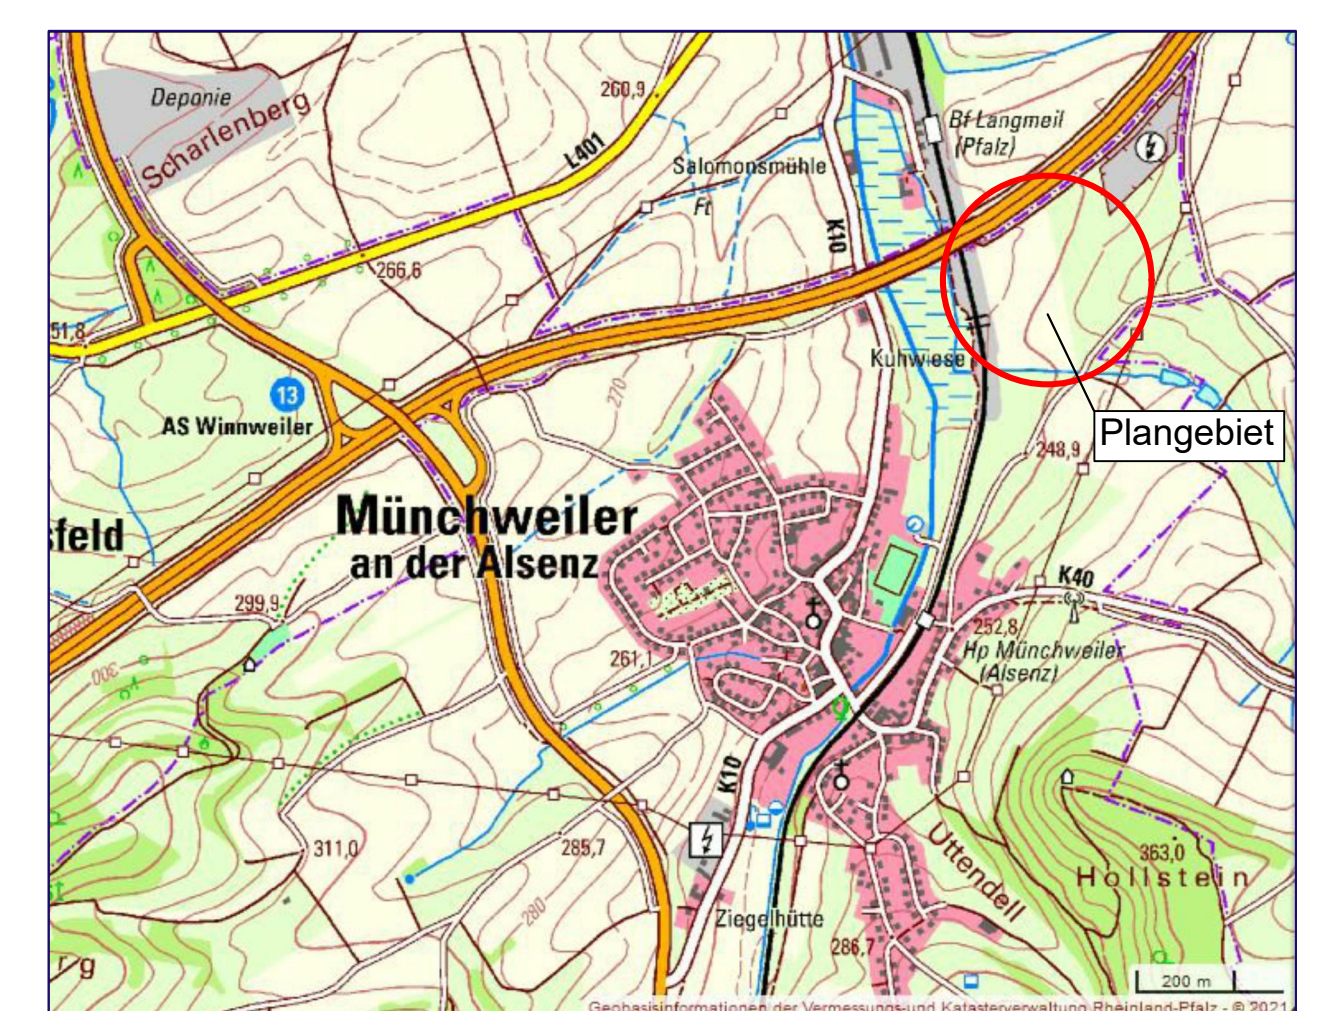 Deponie
Scharlenberg
260,9
L401
Salomonsmühle
Ft
Bf Langmeil
(Pfalz)
K10
266,6
51,8
Kuhwiese
13
AS Winnweiler
270
Plangebiet
248,9
Münchweiler
an der Alsenz
sfeld
299,9
K40
252,8
Hp Münchweiler
(Alsenz)
261,1
300
K10
311,0
285,7
280
Ziegelhütte
Uttendell
286,7
363,0
Hollstein
rg
200 m
Geobasisinformationen der Vermessungs-und Katasterverwaltung Rheinland-Pfalz - © 2021